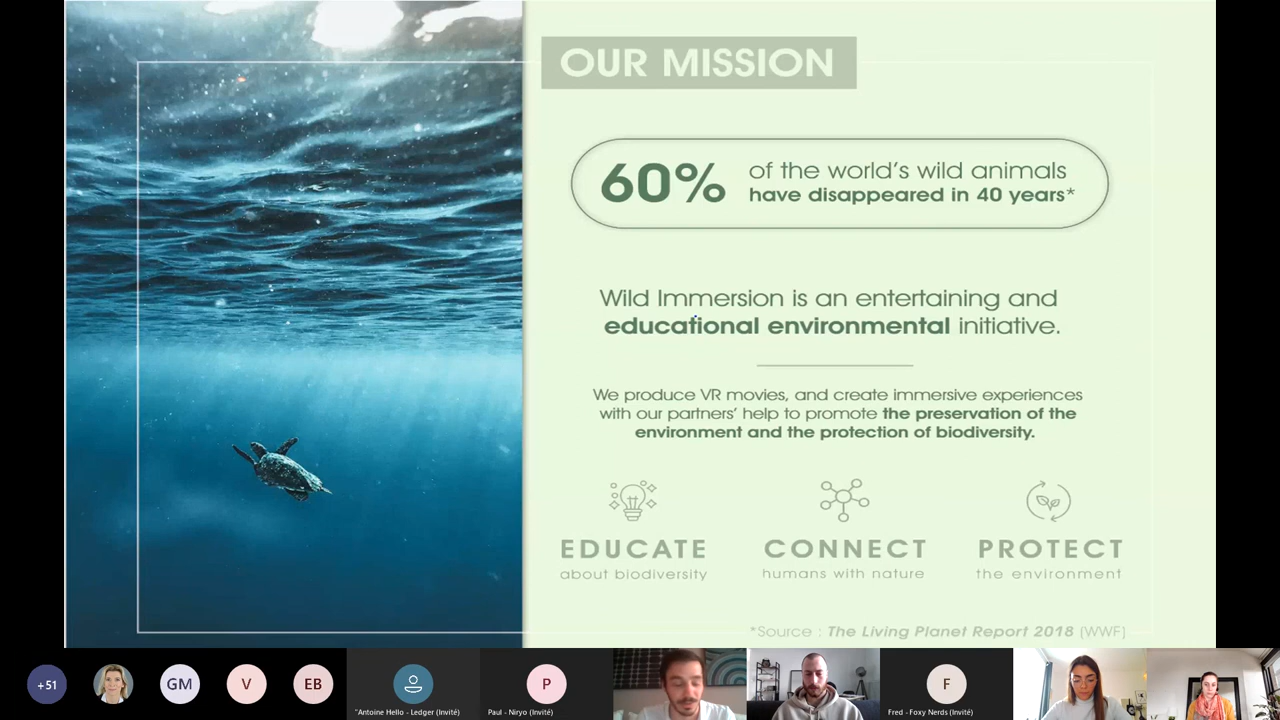 OUR MISSION
60%
of the world's wild animals
have disappeared in 40 years*
Wild Immersion is an entertaining and
educational environmental initiative.
We produce VR movies, and create immersive experiences
with our partners' help to promote the preservation of the
environment and the protection of biodiversity.
EDUCATE
about biodiversity
CONNECT
humans with nature
PROTECT
the environment
*Source : The Living Planet Report 2018 (WWF)
+51
GM
V
EB
"Antoine Hello - Ledger (Invité)
P
Paul - Niryo (Invité)
F
Fred - Foxy Nerds (Invité)